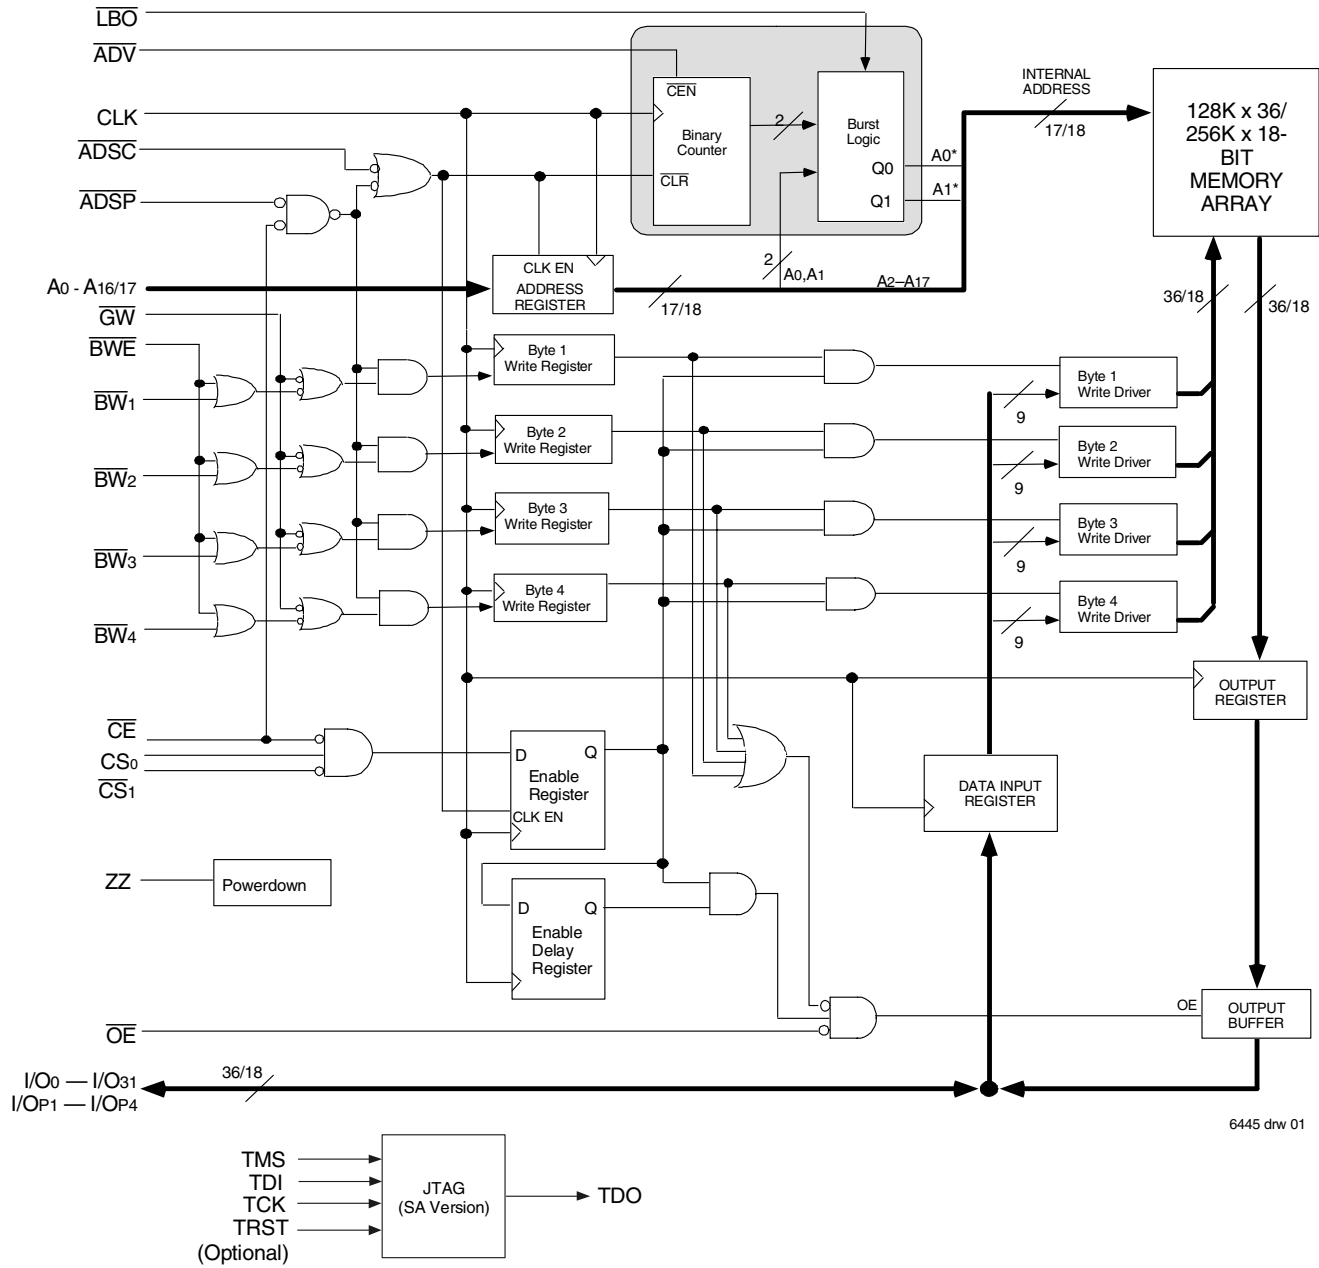 LBO
ADV
CLK
ADSC
ADSP
A0 - A16/17
GW
BWE
BW1
BW2
BW3
BW4
CE
CS0
CS1
ZZ
OE
I/O0 — I/O31
I/OP1 — I/OP4
CEN
Binary
Counter
CLR
2
Burst
Logic
Q0
Q1
A0*
A1*
2
A0,A1
A2–A17
INTERNAL
ADDRESS
17/18
128K x 36/
256K x 18-
BIT
MEMORY
ARRAY
CLK EN
ADDRESS
REGISTER
17/18
36/18
36/18
Byte 1
Write Register
Byte 2
Write Register
Byte 3
Write Register
Byte 4
Write Register
9
Byte 1
Write Driver
9
Byte 2
Write Driver
9
Byte 3
Write Driver
9
Byte 4
Write Driver
OUTPUT
REGISTER
D
Q
Enable
Register
CLK EN
DATA INPUT
REGISTER
Powerdown
D
Q
Enable
Delay
Register
OE
OUTPUT
BUFFER
36/18
6445 drw 01
TMS
TDI
TCK
TRST
(Optional)
JTAG
(SA Version)
TDO